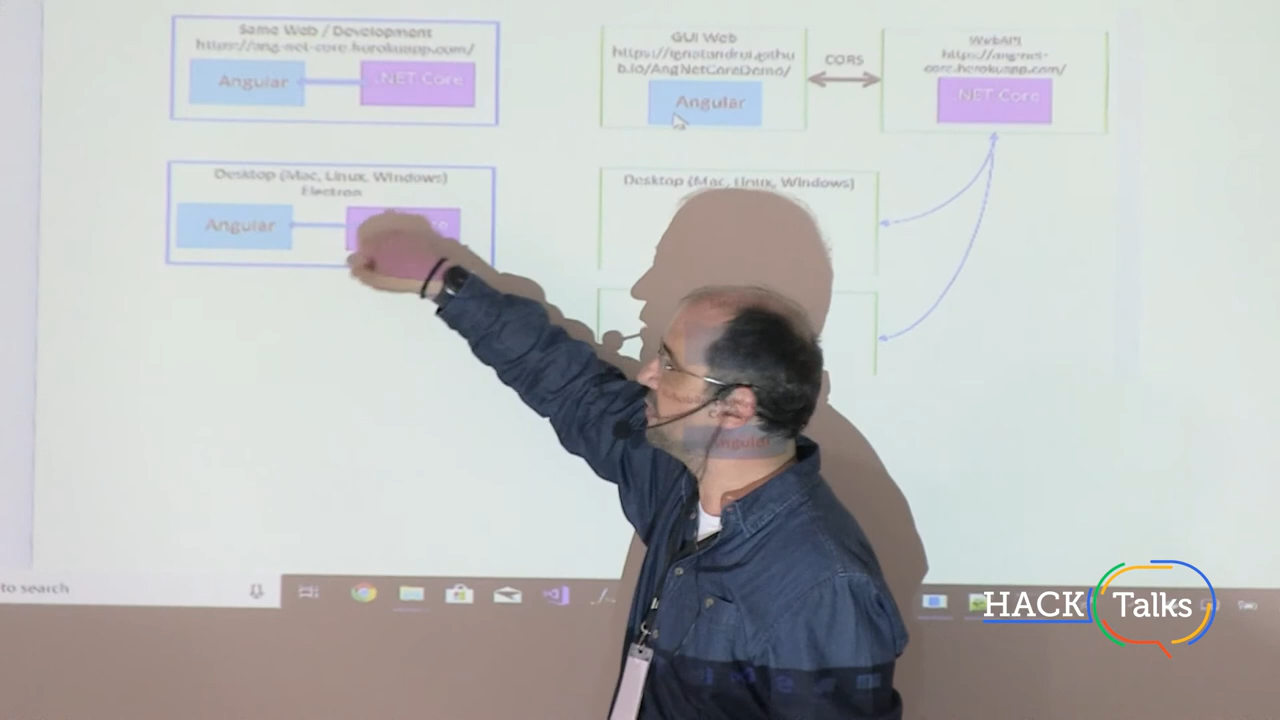 Same Web / Development
https://ang-net-core.herokuapp.com/
Angular
.NET Core
GUI Web
https://ignatandrei.githu
b.io/AngNetCoreDemo/
Angular
CORS
WebAPI
https://ang-net-
core.herokuapp.com/
.NET Core
Desktop (Mac, Linux, Windows)
Electron
Angular
Desktop (Mac, Linux, Windows)
Angular
to search
HACK Talks